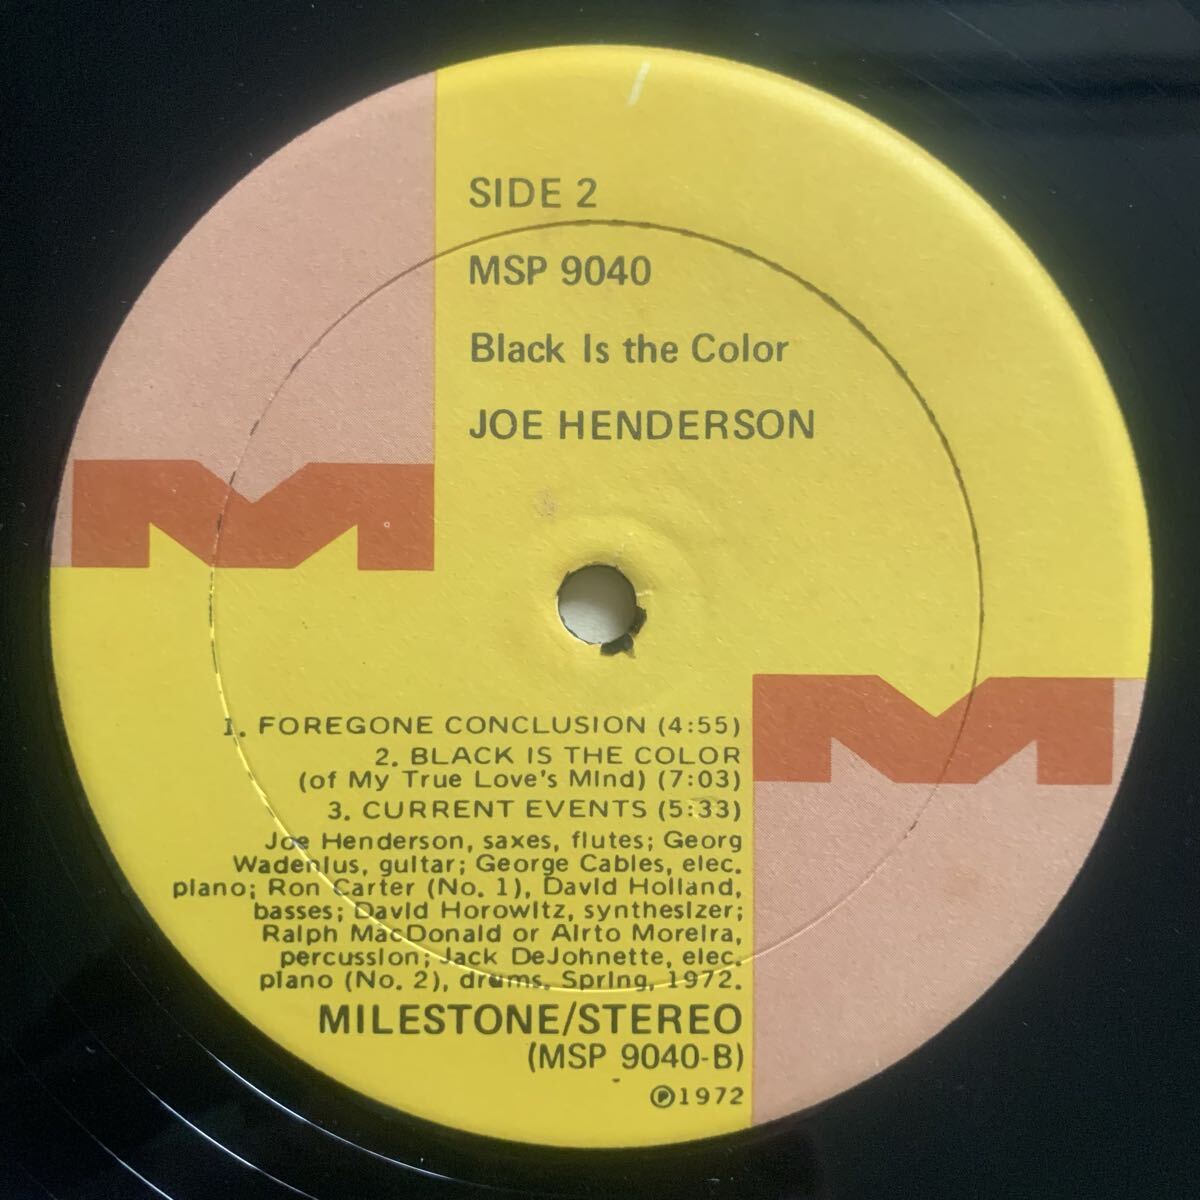 SIDE 2
MSP 9040
Black Is the Color
JOE HENDERSON
1. FOREGONE CONCLUSION (4:55)
2. BLACK IS THE COLOR
(of My True Love's Mind) (7:03)
3. CURRENT EVENTS (5:33)
Joe Henderson, saxes, flutes; Georg
Wadenius, guitar; George Cables, elec.
piano; Ron Carter (No. 1), David Holland,
basses; David Horowitz, synthesizer;
Ralph MacDonald or Airto Moreira,
percussion; Jack DeJohnette, elec.
piano (No. 2), drums. Spring, 1972.
MILESTONE/STEREO
(MSP 9040-B)
℗1972